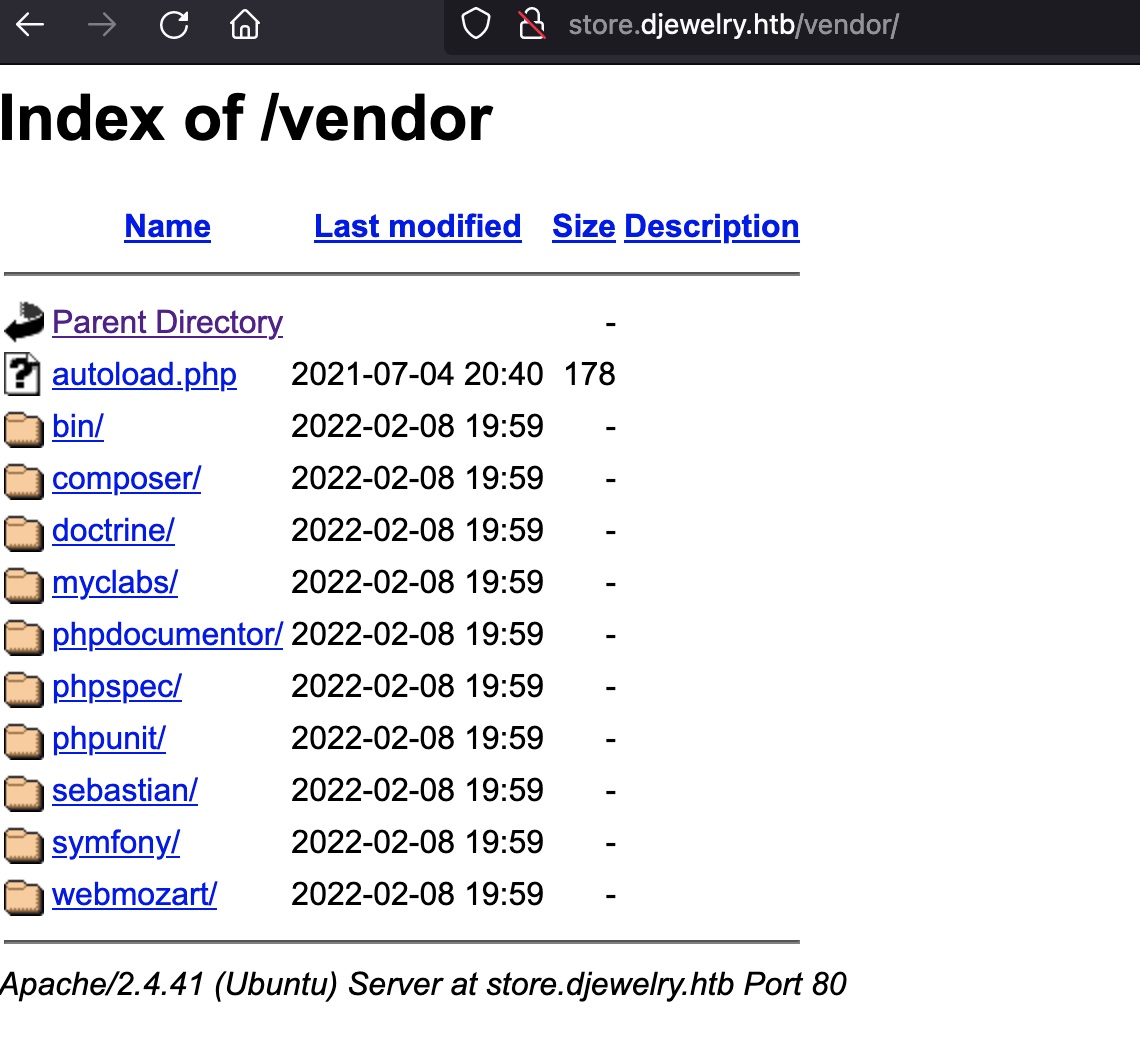 store.djewelry.htb/vendor/
Index of /vendor
Name Last modified Size Description
Parent Directory -
autoload.php 2021-07-04 20:40 178
bin/ 2022-02-08 19:59 -
composer/ 2022-02-08 19:59 -
doctrine/ 2022-02-08 19:59 -
myclabs/ 2022-02-08 19:59 -
phpdocumentor/ 2022-02-08 19:59 -
phpspec/ 2022-02-08 19:59 -
phpunit/ 2022-02-08 19:59 -
sebastian/ 2022-02-08 19:59 -
symfony/ 2022-02-08 19:59 -
webmozart/ 2022-02-08 19:59 -
Apache/2.4.41 (Ubuntu) Server at store.djewelry.htb Port 80